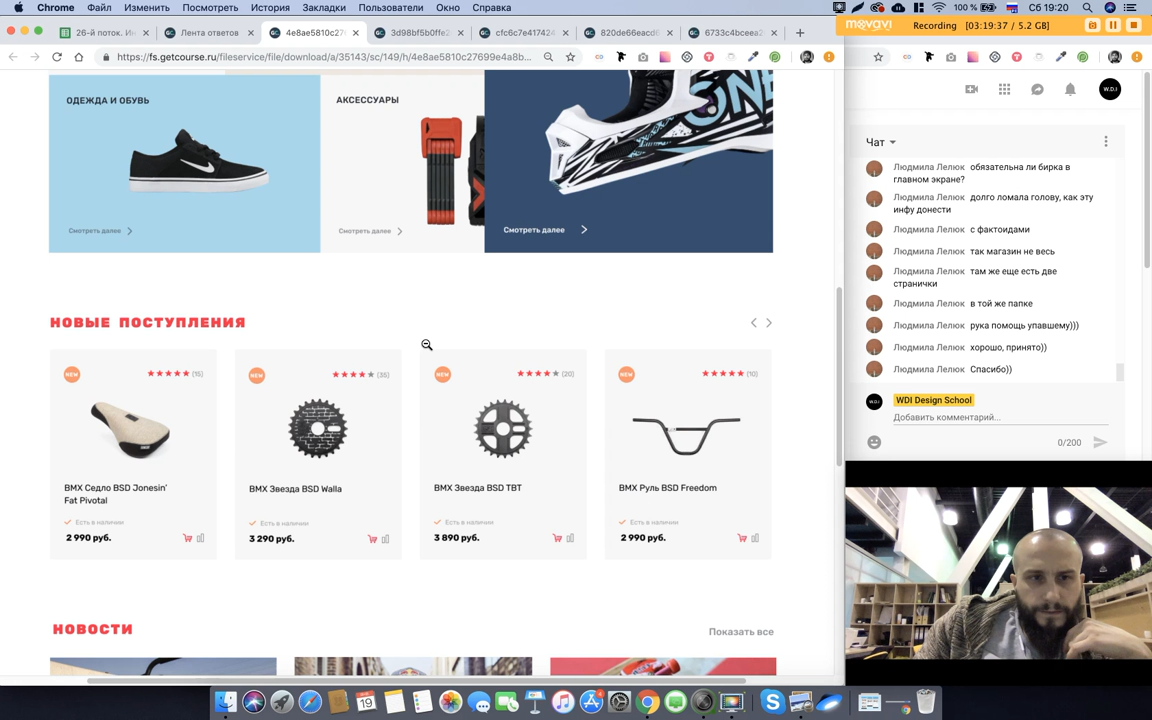 Chrome Файл Изменить Посмотреть История Закладки Пользователи Окно Справка
100 % Сб 19:20
movavi Recording [03:19:37 / 5.2 GB]
26-й поток. Ин
Лента ответов
4e8ae5810c27
3d98bf5b0ffe2
cfc6c7e417424
820de66eacd6
6733c4bceea2
https://fs.getcourse.ru/fileservice/file/download/a/35143/sc/149/h/4e8ae5810c27699e4a8b...
ОДЕЖДА И ОБУВЬ
АКСЕССУАРЫ
ONE
Смотреть далее
Смотреть далее
Смотреть далее
НОВЫЕ ПОСТУПЛЕНИЯ
NEW (15)
NEW (35)
NEW (20)
NEW (10)
BMX Седло BSD Jonesin'
Fat Pivotal
BMX Звезда BSD Walla
BMX Звезда BSD TBT
BMX Руль BSD Freedom
Есть в наличии
Есть в наличии
Есть в наличии
Есть в наличии
2 990 руб.
3 290 руб.
3 890 руб.
2 990 руб.
НОВОСТИ
Показать все
W.D.I
Чат
Людмила Лелюк обязательна ли бирка в
главном экране?
Людмила Лелюк долго ломала голову, как эту
инфу донести
Людмила Лелюк с фактоидами
Людмила Лелюк так магазин не весь
Людмила Лелюк там же еще есть две
странички
Людмила Лелюк в той же папке
Людмила Лелюк рука помощь упавшему)))
Людмила Лелюк хорошо, принято))
Людмила Лелюк Спасибо))
W.D.I WDI Design School
Добавить комментарий...
0/200